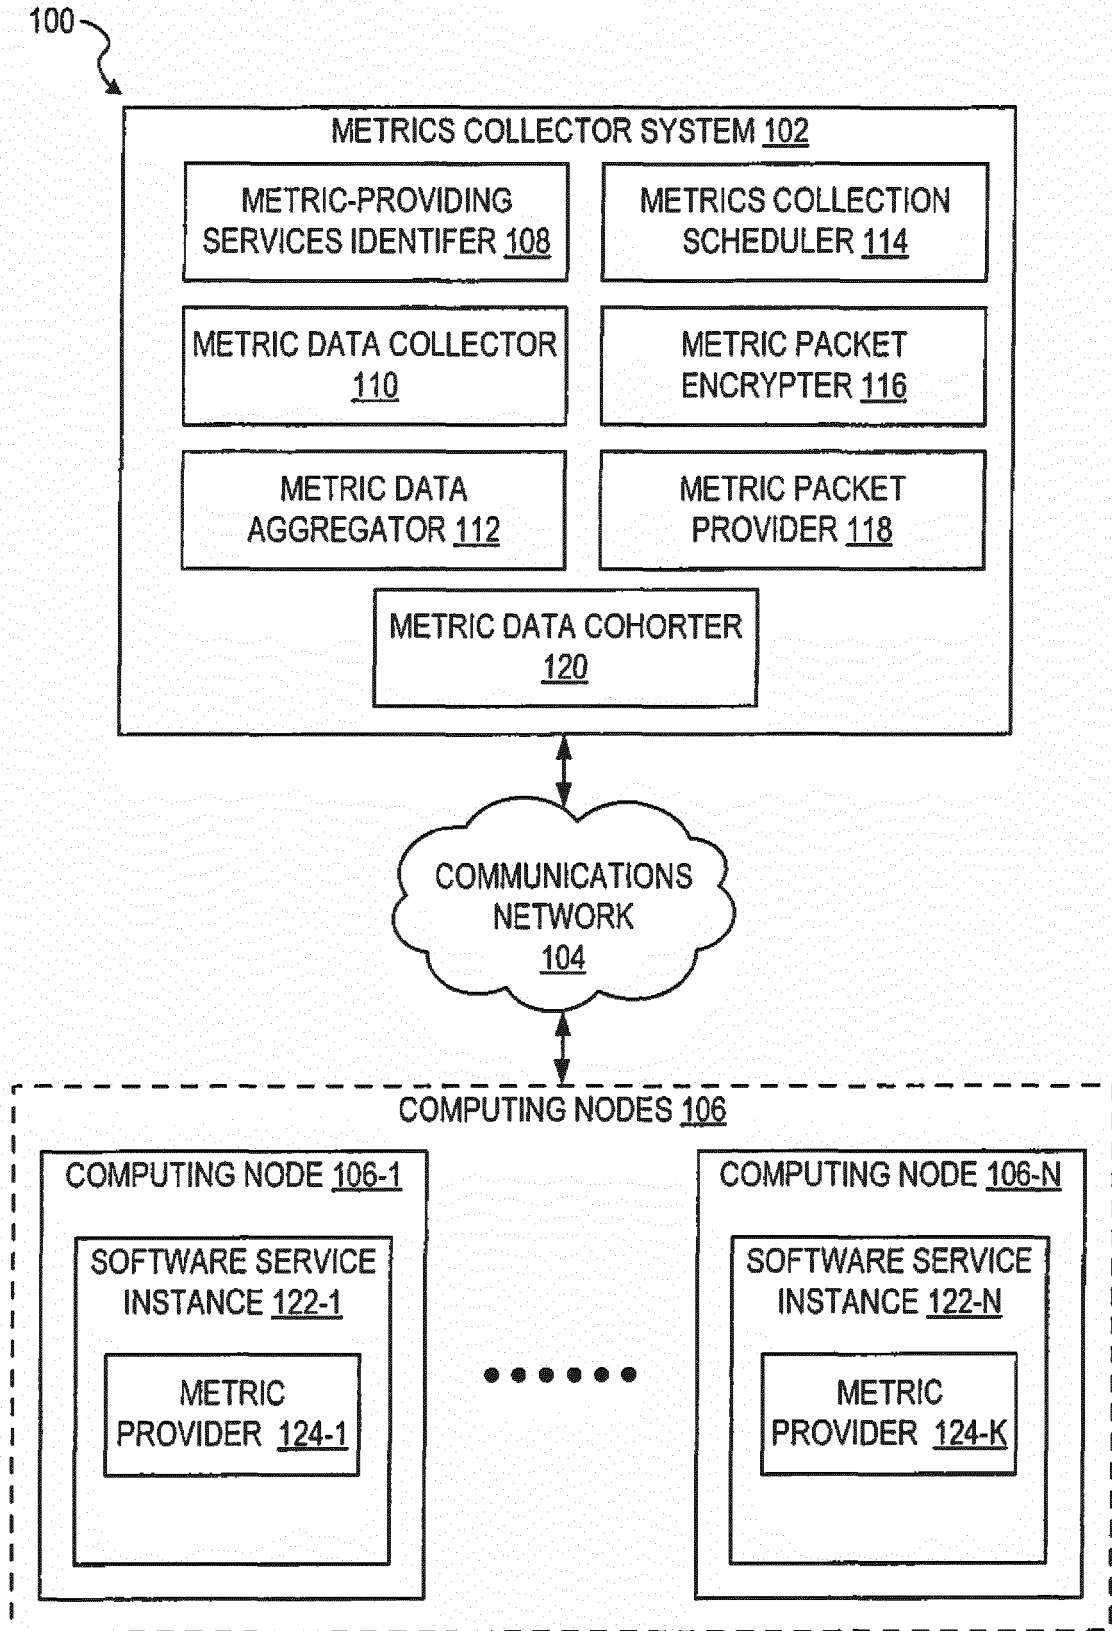 100
METRICS COLLECTOR SYSTEM 102
METRIC-PROVIDING
SERVICES IDENTIFER 108
METRICS COLLECTION
SCHEDULER 114
METRIC DATA COLLECTOR
110
METRIC PACKET
ENCRYPTER 116
METRIC DATA
AGGREGATOR 112
METRIC PACKET
PROVIDER 118
METRIC DATA COHORTER
120
COMMUNICATIONS
NETWORK
104
COMPUTING NODES 106
COMPUTING NODE 106-1
SOFTWARE SERVICE
INSTANCE 122-1
METRIC
PROVIDER 124-1
COMPUTING NODE 106-N
SOFTWARE SERVICE
INSTANCE 122-N
METRIC
PROVIDER 124-K